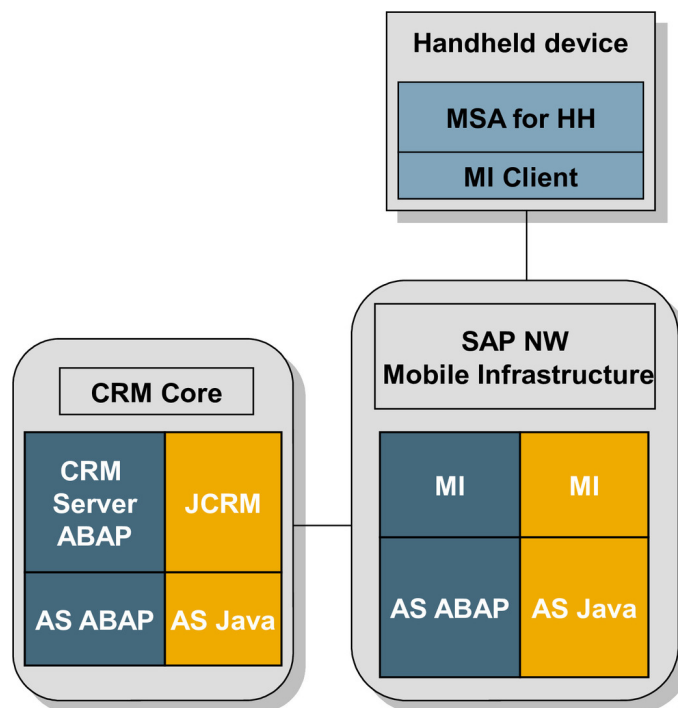 Handheld device
MSA for HH
MI Client
SAP NW
Mobile Infrastructure
CRM Core
CRM
Server
ABAP
JCRM
AS ABAP
AS Java
MI
MI
AS ABAP
AS Java